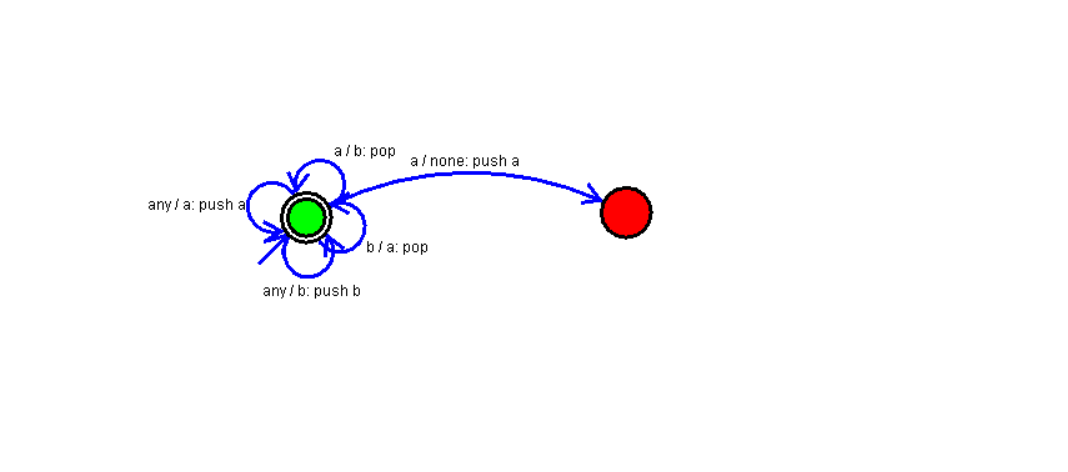 a / b: pop
a / none: push a
any / a: push a
b / a: pop
any / b: push b